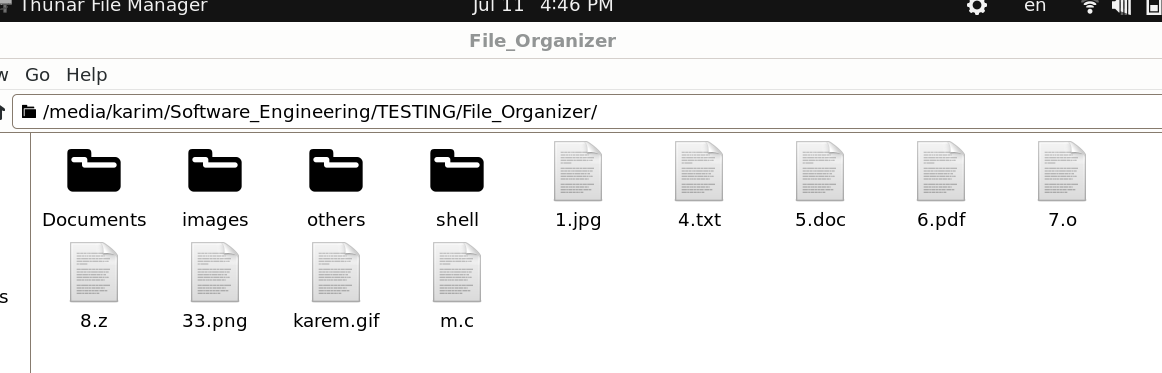 Thunar File Manager Jul 11 4:46 PM en
File_Organizer
Go Help
/media/karim/Software_Engineering/TESTING/File_Organizer/
Documents images others shell 1.jpg 4.txt 5.doc 6.pdf 7.o
8.z 33.png karem.gif m.c